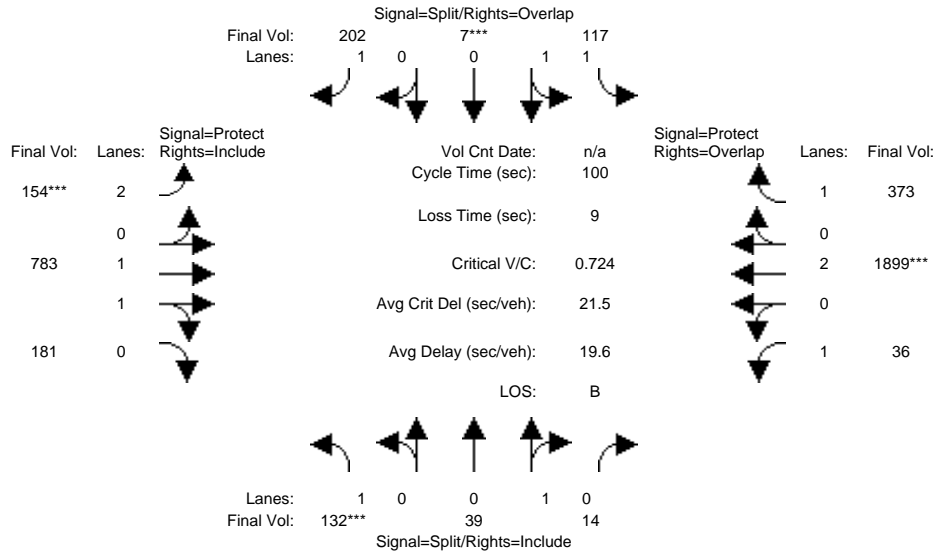 Signal=Split/Rights=Overlap
Final Vol: 202 7*** 117
Lanes: 1 0 0 1 1
Signal=Protect
Final Vol: Lanes: Rights=Include
Vol Cnt Date: n/a
Signal=Protect
Rights=Overlap Lanes: Final Vol:
Cycle Time (sec): 100
154*** 2
1 373
Loss Time (sec): 9
0
0
783 1
Critical V/C: 0.724
2 1899***
1
Avg Crit Del (sec/veh): 21.5
0
181 0
Avg Delay (sec/veh): 19.6
1 36
LOS: B
Lanes: 1 0 0 1 0
Final Vol: 132*** 39 14
Signal=Split/Rights=Include